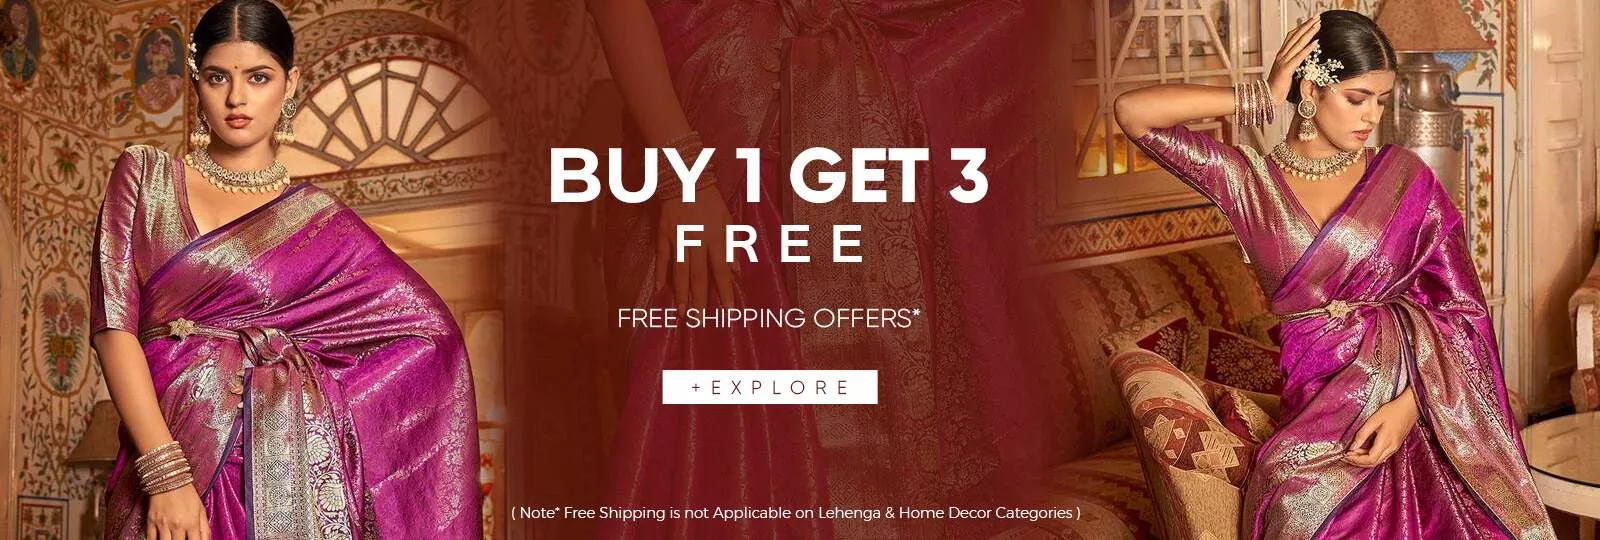 BUY 1 GET 3
FREE
FREE SHIPPING OFFERS*
+EXPLORE
( Note* Free Shipping is not Applicable on Lehenga & Home Decor Categories )